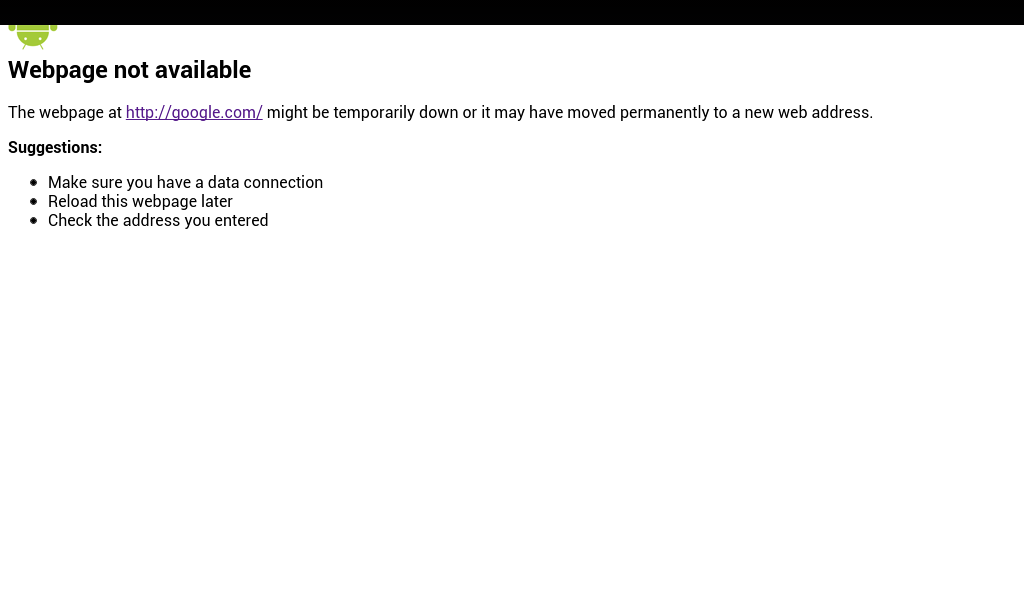 Webpage not available
The webpage at http://google.com/ might be temporarily down or it may have moved permanently to a new web address.
Suggestions:
Make sure you have a data connection
Reload this webpage later
Check the address you entered